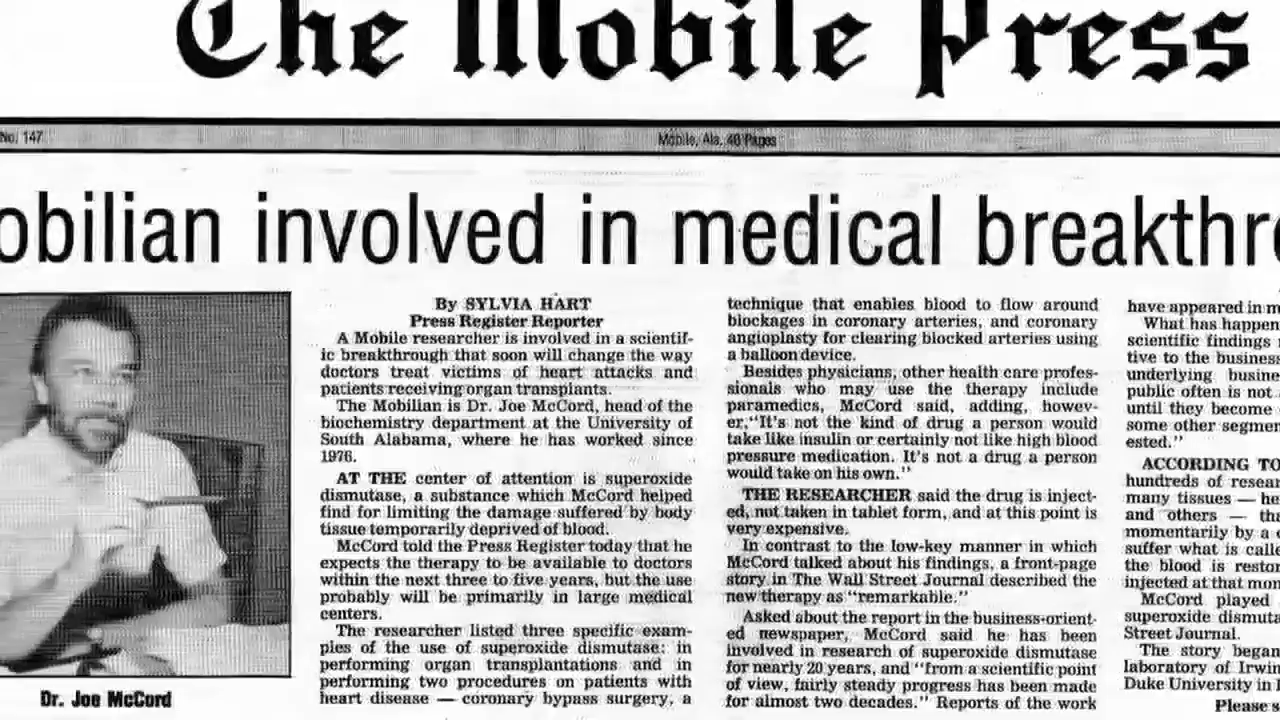 The Mobile Press
No. 147
Mobile, Ala. 40 Pages
obilian involved in medical breakthr
By SYLVIA HART
Press Register Reporter
A Mobile researcher is involved in a scientif-
ic breakthrough that soon will change the way
doctors treat victims of heart attacks and
patients receiving organ transplants.
The Mobilian is Dr. Joe McCord, head of the
biochemistry department at the University of
South Alabama, where he has worked since
1976.
AT THE center of attention is superoxide
dismutase, a substance which McCord helped
find for limiting the damage suffered by body
tissue temporarily deprived of blood.
McCord told the Press Register today that he
expects the therapy to be available to doctors
within the next three to five years, but the use
probably will be primarily in large medical
centers.
The researcher listed three specific exam-
ples of the use of superoxide dismutase: in
performing organ transplantations and in
performing two procedures on patients with
heart disease — coronary bypass surgery, a
technique that enables blood to flow around
blockages in coronary arteries, and coronary
angioplasty for clearing blocked arteries using
a balloon device.
Besides physicians, other health care profes-
sionals who may use the therapy include
paramedics, McCord said, adding, howev-
er,"It's not the kind of drug a person would
take like insulin or certainly not like high blood
pressure medication. It's not a drug a person
would take on his own."
THE RESEARCHER said the drug is inject-
ed, not taken in tablet form, and at this point is
very expensive.
In contrast to the low-key manner in which
McCord talked about his findings, a front-page
story in The Wall Street Journal described the
new therapy as "remarkable."
Asked about the report in the business-orient-
ed newspaper, McCord said he has been
involved in research of superoxide dismutase
for nearly 20 years, and "from a scientific point
of view, fairly steady progress has been made
for almost two decades." Reports of the work
have appeared in m
What has happen
scientific findings
tive to the business
underlying busine
public often is not
until they become
some other segmen
ested."
ACCORDING TO
hundreds of resear
many tissues — he
and others — th
momentarily by a
suffer what is calle
the blood is restor
injected at that mom
McCord played
superoxide dismuta
Street Journal.
The story began
laboratory of Irwin
Duke University in
Please s
Dr. Joe McCord